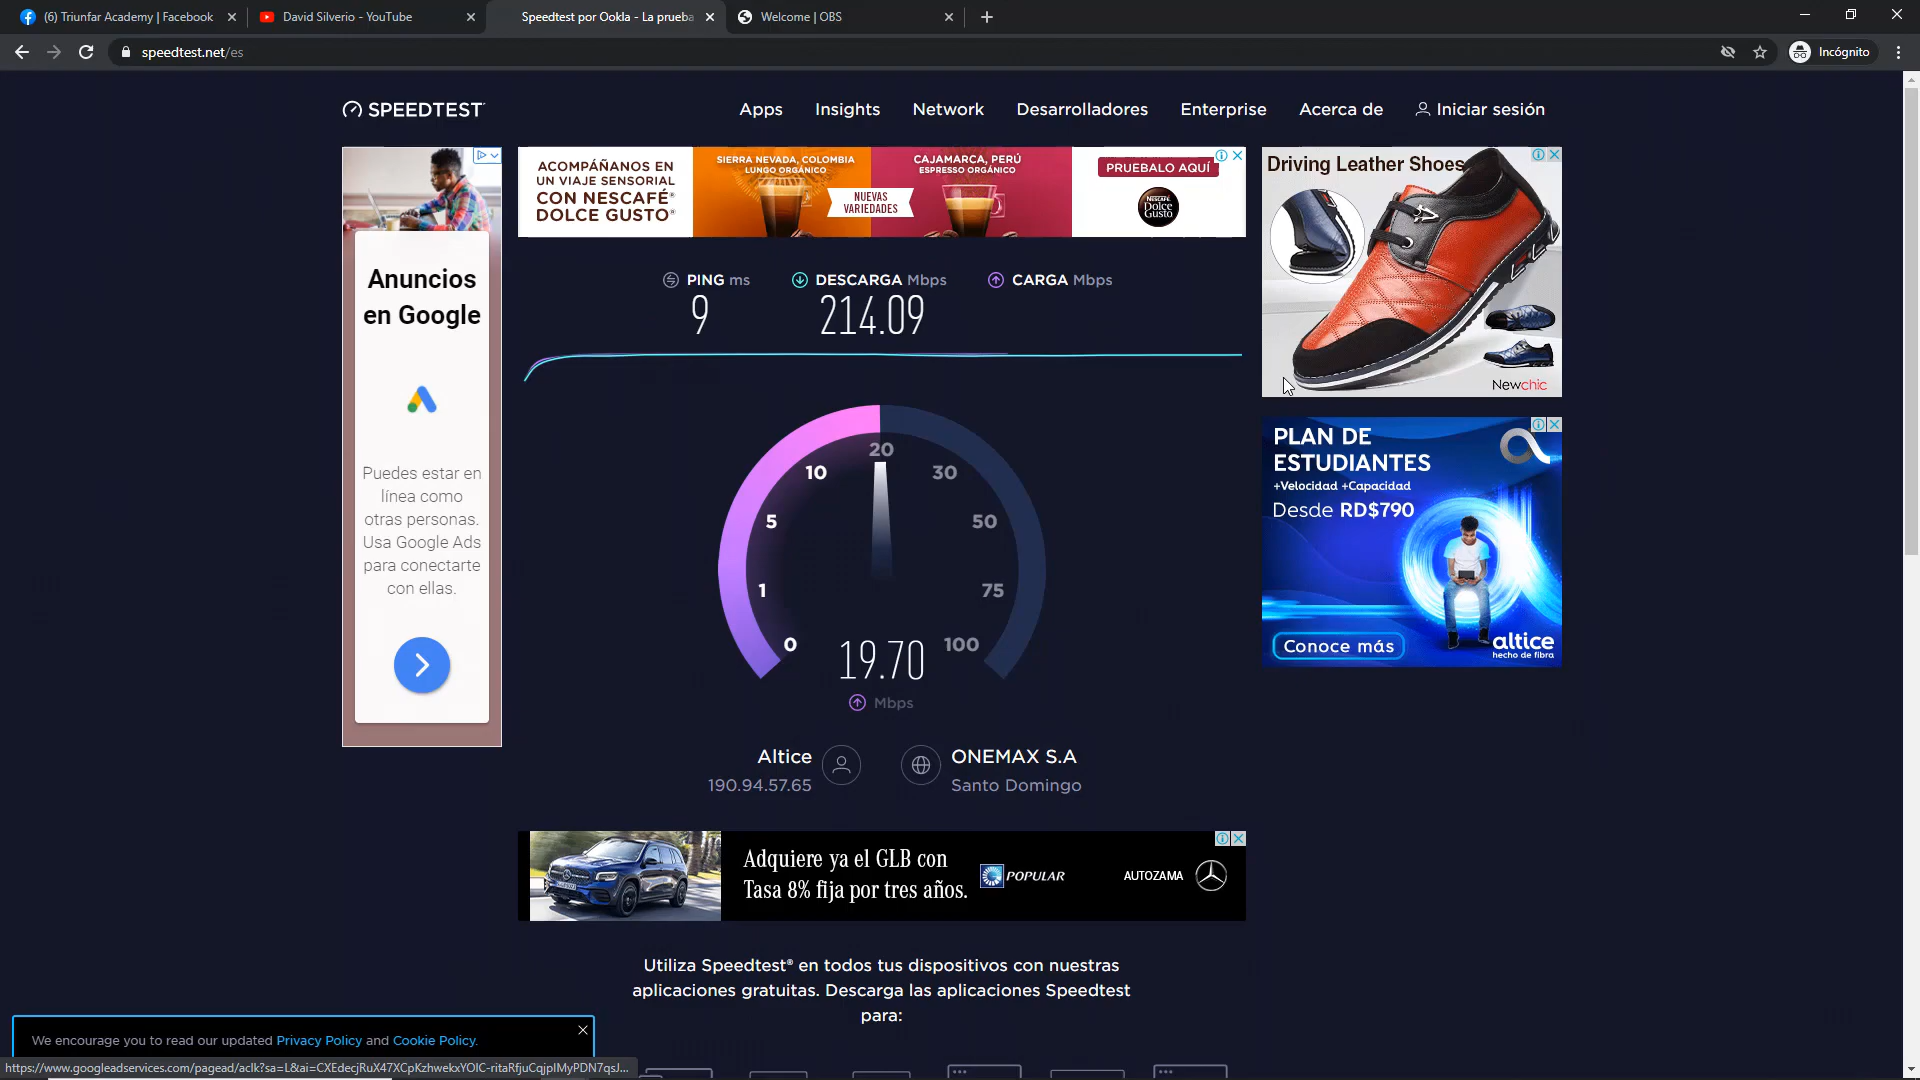 (6) Triunfar Academy | Facebook
David Silverio - YouTube
Speedtest por Ookla - La prueba
Welcome | OBS
speedtest.net/es
Incógnito
SPEEDTEST
Apps
Insights
Network
Desarrolladores
Enterprise
Acerca de
Iniciar sesión
Anuncios
en Google
Puedes estar en
línea como
otras personas.
Usa Google Ads
para conectarte
con ellas.
ACOMPÁÑANOS EN
UN VIAJE SENSORIAL
CON NESCAFÉ®
DOLCE GUSTO®
SIERRA NEVADA, COLOMBIA
LUNGO ORGÁNICO
NUEVAS
VARIEDADES
CAJAMARCA, PERÚ
ESPRESSO ORGÁNICO
PRUEBALO AQUÍ
NESCAFÉ
Dolce
Gusto
PING ms
9
DESCARGA Mbps
214.09
CARGA Mbps
0
1
5
10
20
30
50
75
100
19.70
Mbps
Altice
190.94.57.65
ONEMAX S.A
Santo Domingo
Driving Leather Shoes
Newchic
PLAN DE
ESTUDIANTES
+Velocidad +Capacidad
Desde RD$790
Conoce más
altice
hecho de fibra
Adquiere ya el GLB con
Tasa 8% fija por tres años.
POPULAR
AUTOZAMA
Utiliza Speedtest® en todos tus dispositivos con nuestras
aplicaciones gratuitas. Descarga las aplicaciones Speedtest
para:
We encourage you to read our updated Privacy Policy and Cookie Policy.